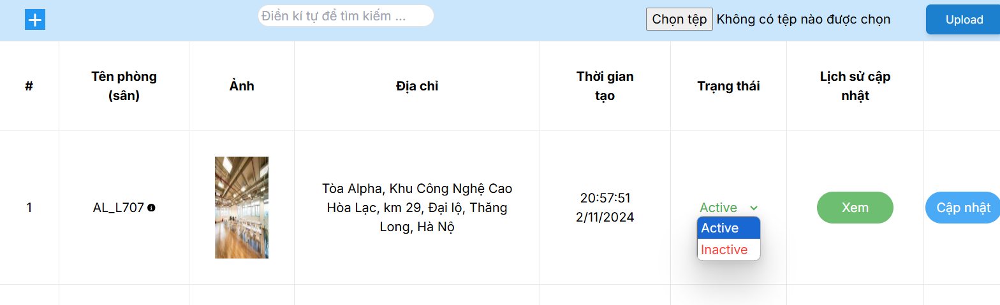 Điền kí tự để tìm kiếm ...
Chọn tệp Không có tệp nào được chọn
Upload
#
Tên phòng
(sân)
Ảnh
Địa chỉ
Thời gian
tạo
Trạng thái
Lịch sử cập
nhật
1
AL_L707
Tòa Alpha, Khu Công Nghệ Cao
Hòa Lạc, km 29, Đại lộ, Thăng
Long, Hà Nộ
20:57:51
2/11/2024
Active
Active
Inactive
Xem
Cập nhật